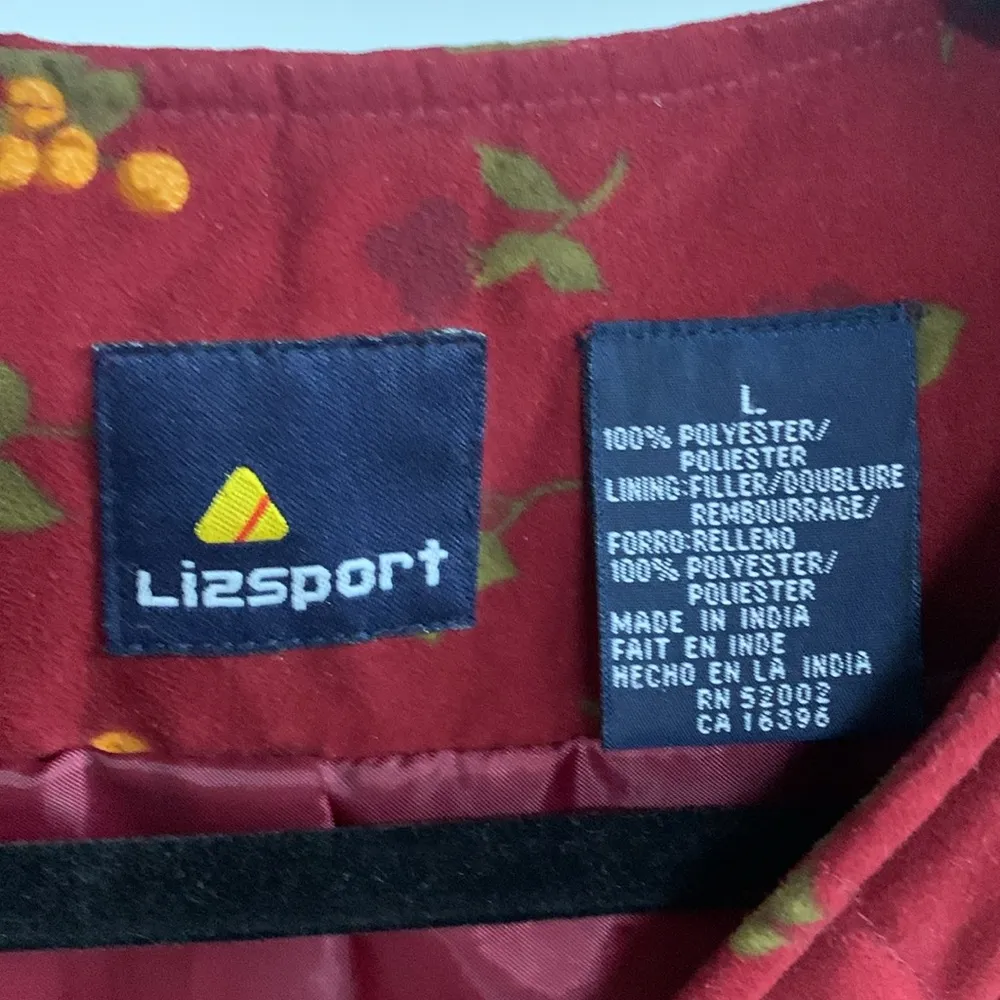 Lizsport
L
100% POLYESTER/
POLIESTER
LINING-FILLER/DOUBLURE
REMBOURRAGE/
FORRO-RELLENO
100% POLYESTER/
POLIESTER
MADE IN INDIA
FAIT EN INDE
HECHO EN LA INDIA
RN 52002
CA 16396